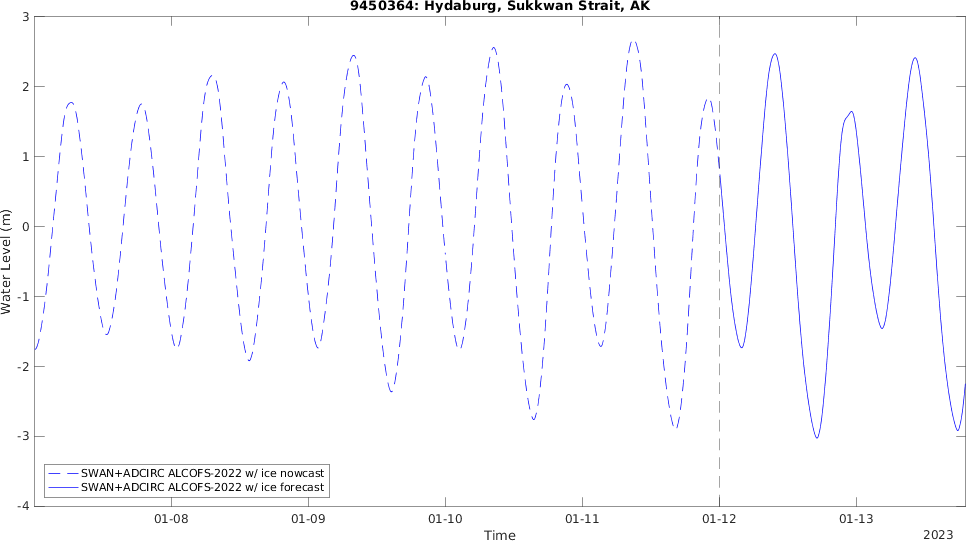 9450364: Hydaburg, Sukkwan Strait, AK
3
2
1
0
-1
-2
-3
-4
Water Level (m)
SWAN+ADCIRC ALCOFS-2022 w/ ice nowcast
SWAN+ADCIRC ALCOFS-2022 w/ ice forecast
01-08 01-09 01-10 01-11 01-12 01-13
Time
2023